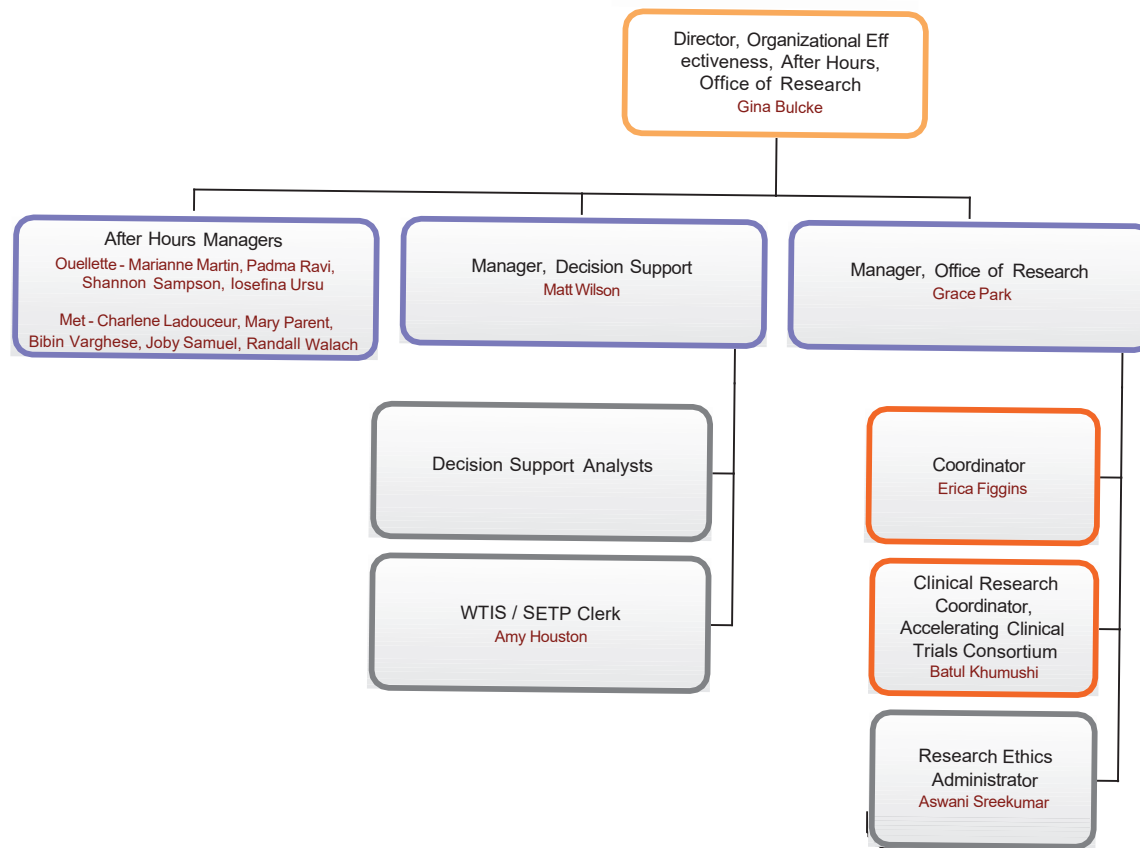 Director, Organizational Eff
ectiveness, After Hours,
Office of Research
Gina Bulcke
After Hours Managers
Ouellette - Marianne Martin, Padma Ravi,
Shannon Sampson, Iosefina Ursu
Met - Charlene Ladouceur, Mary Parent,
Bibin Varghese, Joby Samuel, Randall Walach
Manager, Decision Support
Matt Wilson
Manager, Office of Research
Grace Park
Decision Support Analysts
WTIS / SETP Clerk
Amy Houston
Coordinator
Erica Figgins
Clinical Research
Coordinator,
Accelerating Clinical
Trials Consortium
Batul Khumushi
Research Ethics
Administrator
Aswani Sreekumar